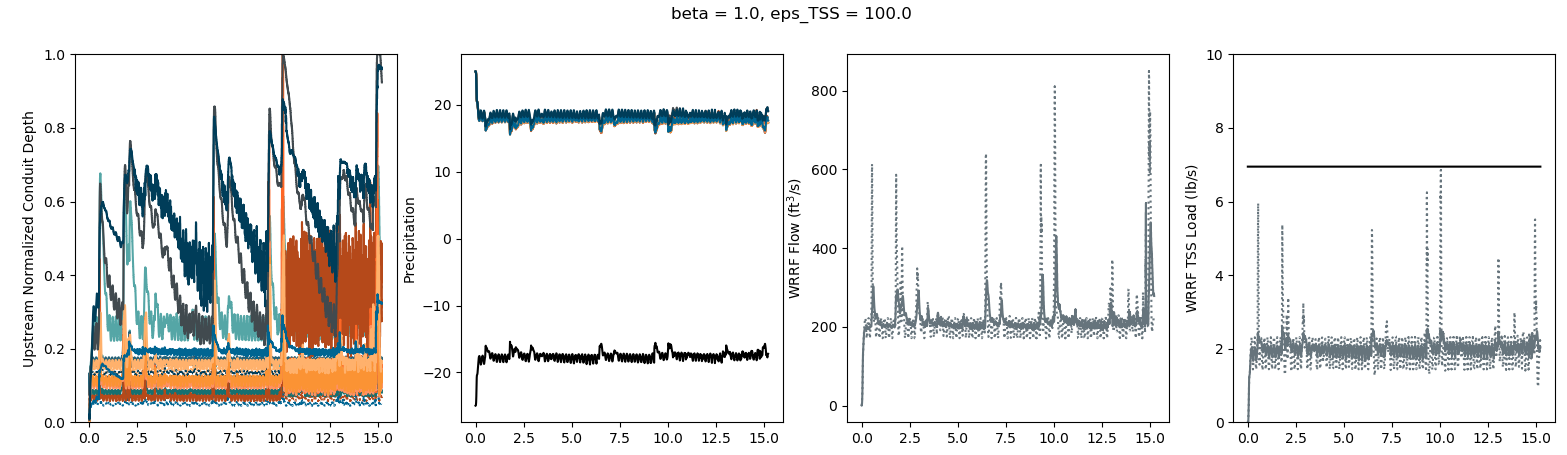 beta = 1.0, eps_TSS = 100.0
Upstream Normalized Conduit Depth
1.0
0.8
0.6
0.4
0.2
0.0
0.0 2.5 5.0 7.5 10.0 12.5 15.0
Precipitation
20
10
0
−10
−20
0.0 2.5 5.0 7.5 10.0 12.5 15.0
WRRF Flow (ft³/s)
800
600
400
200
0
0.0 2.5 5.0 7.5 10.0 12.5 15.0
WRRF TSS Load (lb/s)
10
8
6
4
2
0
0.0 2.5 5.0 7.5 10.0 12.5 15.0